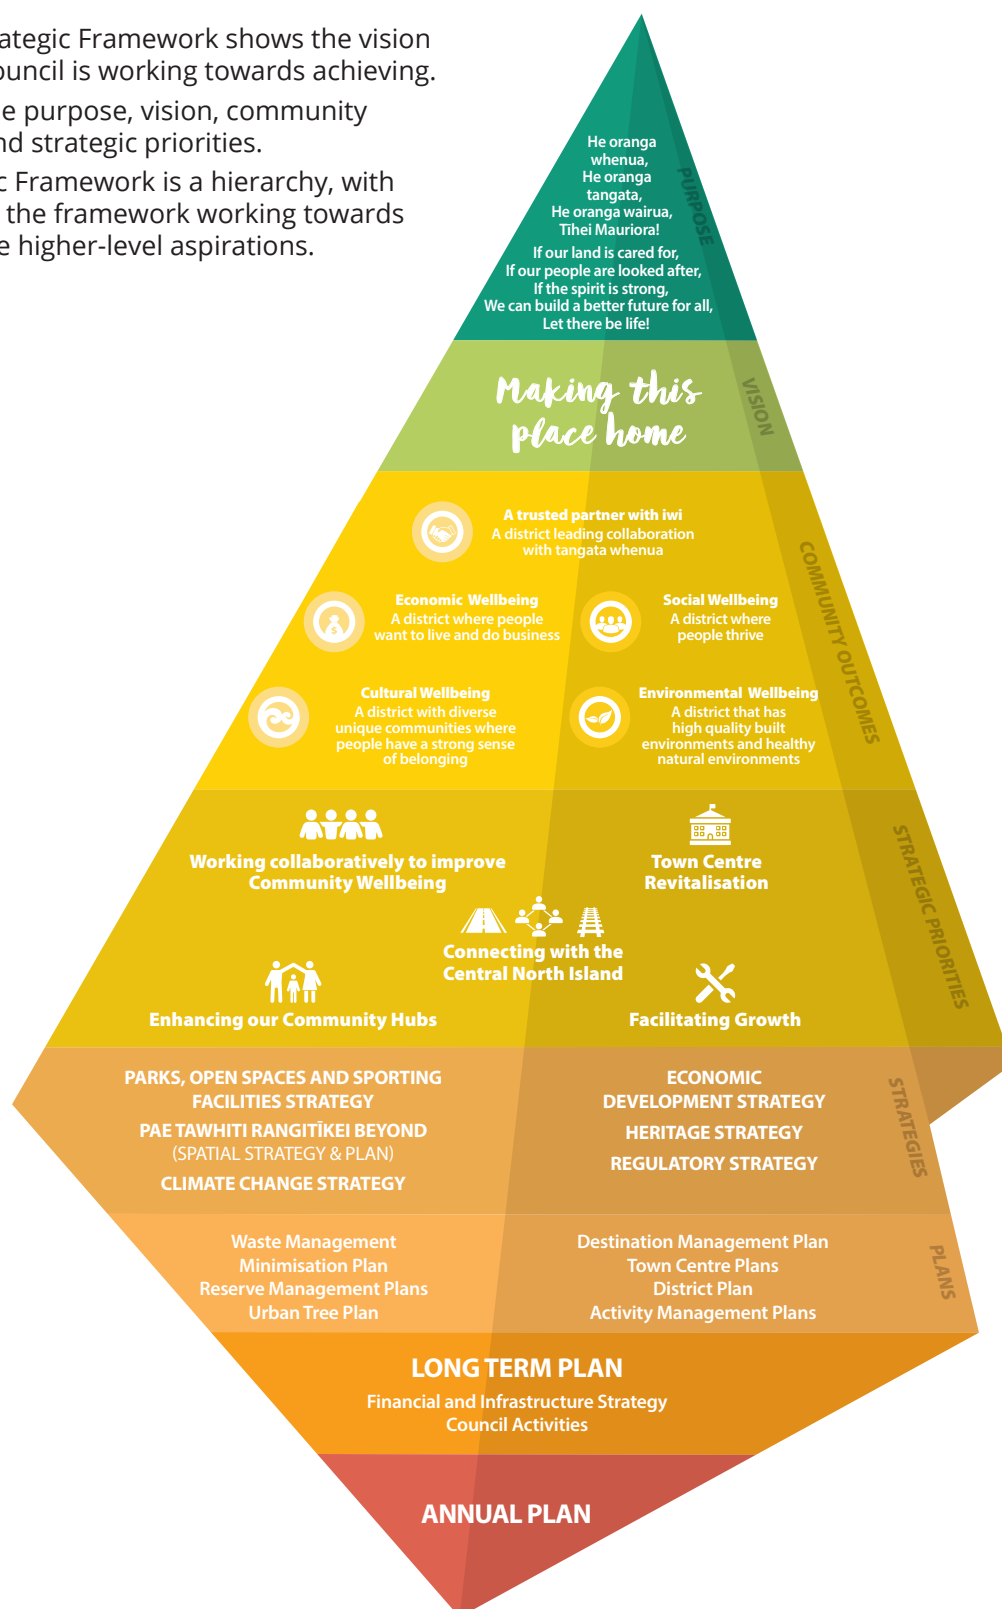 ategic Framework shows the vision
ouncil is working towards achieving.
e purpose, vision, community
nd strategic priorities.
c Framework is a hierarchy, with
the framework working towards
e higher-level aspirations.
He oranga
whenua,
He oranga
tangata,
He oranga wairua,
Tihei Mauriora!
If our land is cared for,
If our people are looked after,
If the spirit is strong,
We can build a better future for all,
Let there be life!
PURPOSE
Making this
place home
VISION
A trusted partner with iwi
A district leading collaboration
with tangata whenua
Economic Wellbeing
A district where people
want to live and do business
Social Wellbeing
A district where
people thrive
Cultural Wellbeing
A district with diverse
unique communities where
people have a strong sense
of belonging
Environmental Wellbeing
A district that has
high quality built
environments and healthy
natural environments
COMMUNITY OUTCOMES
Working collaboratively to improve
Community Wellbeing
Town Centre
Revitalisation
Connecting with the
Central North Island
Enhancing our Community Hubs
Facilitating Growth
STRATEGIC PRIORITIES
PARKS, OPEN SPACES AND SPORTING
FACILITIES STRATEGY
PAE TAWHITI RANGITĪKEI BEYOND
(SPATIAL STRATEGY & PLAN)
CLIMATE CHANGE STRATEGY
ECONOMIC
DEVELOPMENT STRATEGY
HERITAGE STRATEGY
REGULATORY STRATEGY
STRATEGIES
Waste Management
Minimisation Plan
Reserve Management Plans
Urban Tree Plan
Destination Management Plan
Town Centre Plans
District Plan
Activity Management Plans
PLANS
LONG TERM PLAN
Financial and Infrastructure Strategy
Council Activities
ANNUAL PLAN